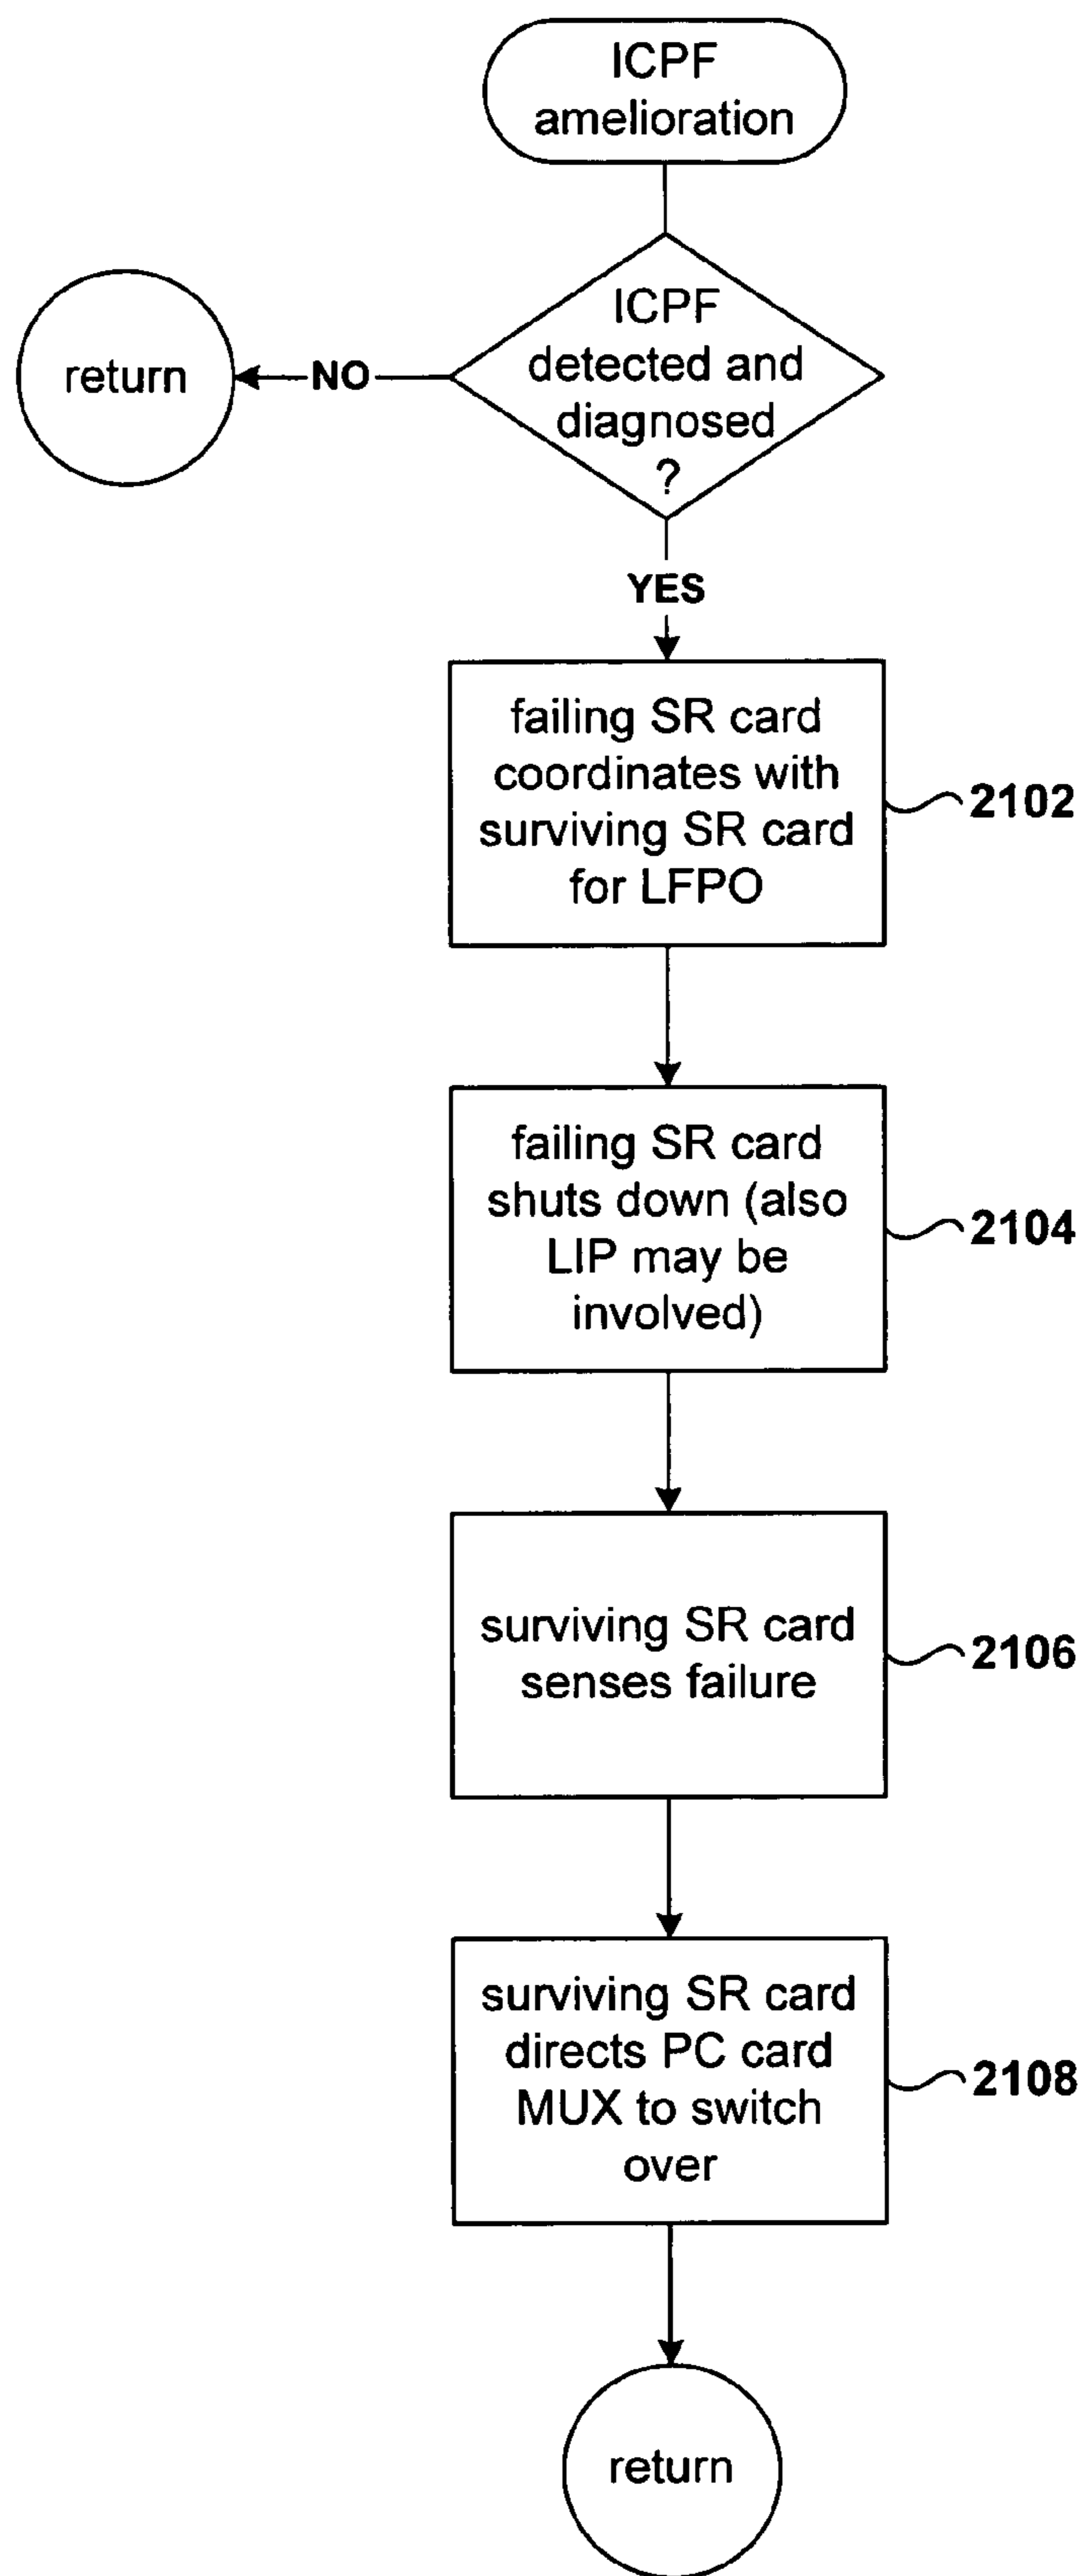 ICPF
amelioration
ICPF
detected and
diagnosed
?
NO
return
YES
failing SR card
coordinates with
surviving SR card
for LFPO
2102
failing SR card
shuts down (also
LIP may be
involved)
2104
surviving SR card
senses failure
2106
surviving SR card
directs PC card
MUX to switch
over
2108
return